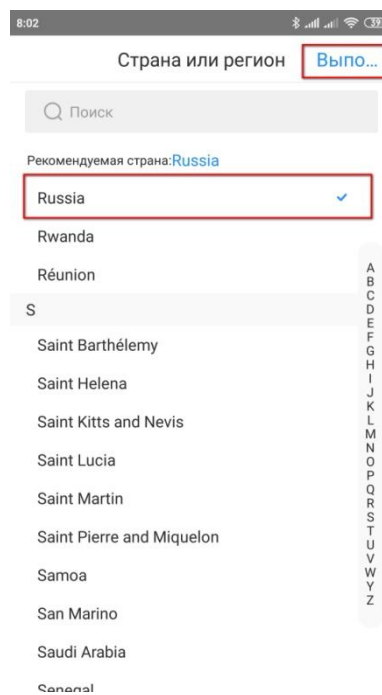 8:02 39
Страна или регион Выпо...
Поиск
Рекомендуемая страна:Russia
Russia
Rwanda
Réunion
S
Saint Barthélemy
Saint Helena
Saint Kitts and Nevis
Saint Lucia
Saint Martin
Saint Pierre and Miquelon
Samoa
San Marino
Saudi Arabia
Senegal
A
B
C
D
E
F
G
H
I
J
K
L
M
N
O
P
Q
R
S
T
U
V
W
Y
Z